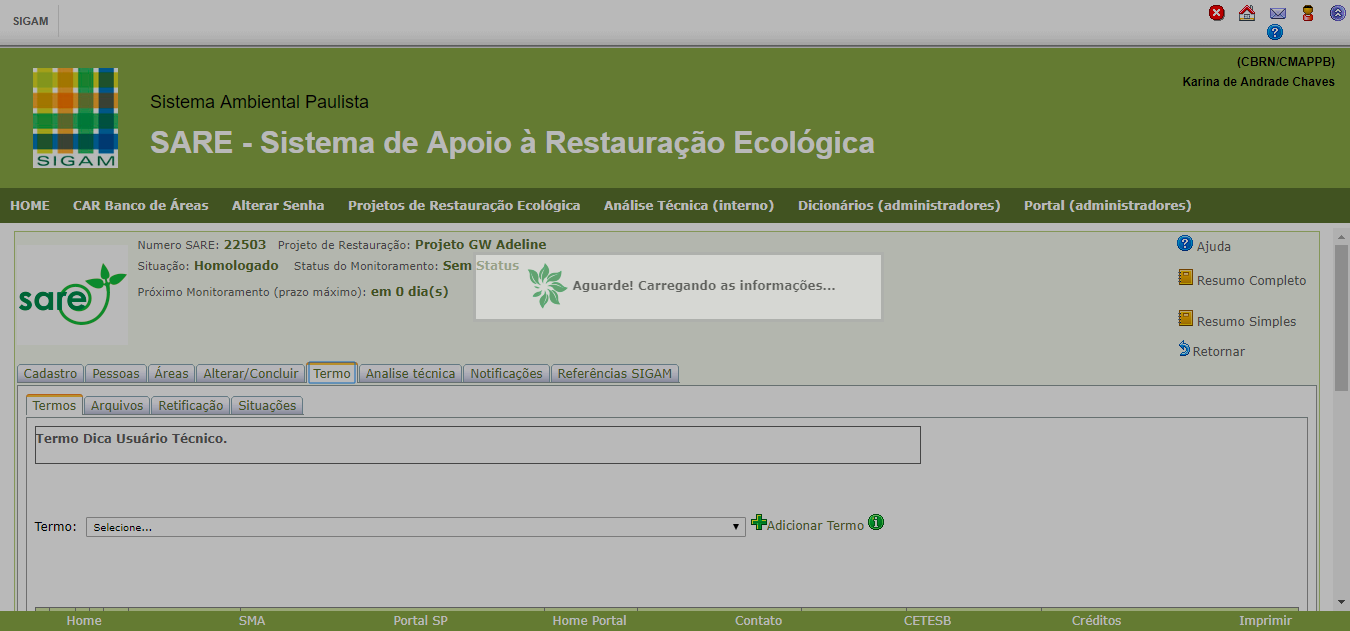 SIGAM
(CBRN/CMAPPB)
Karina de Andrade Chaves
SIGAM
Sistema Ambiental Paulista
SARE - Sistema de Apoio à Restauração Ecológica
HOME CAR Banco de Áreas Alterar Senha Projetos de Restauração Ecológica Análise Técnica (interno) Dicionários (administradores) Portal (administradores)
sare
Numero SARE: 22503 Projeto de Restauração: Projeto GW Adeline
Situação: Homologado Status do Monitoramento: Sem Status
Próximo Monitoramento (prazo máximo): em 0 dia(s)
Aguarde! Carregando as informações...
Ajuda
Resumo Completo
Resumo Simples
Retornar
Cadastro Pessoas Áreas Alterar/Concluir Termo Analise técnica Notificações Referências SIGAM
Termos Arquivos Retificação Situações
Termo Dica Usuário Técnico.
Termo: Selecione... Adicionar Termo
Home SMA Portal SP Home Portal Contato CETESB Créditos Imprimir